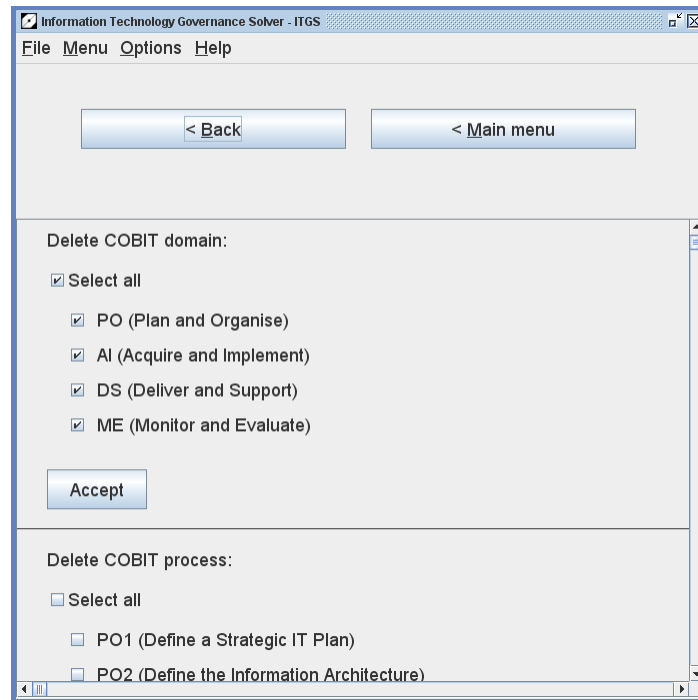 Information Technology Governance Solver - ITGS
File Menu Options Help
< Back < Main menu
Delete COBIT domain:
Select all
PO (Plan and Organise)
AI (Acquire and Implement)
DS (Deliver and Support)
ME (Monitor and Evaluate)
Accept
Delete COBIT process:
Select all
PO1 (Define a Strategic IT Plan)
PO2 (Define the Information Architecture)